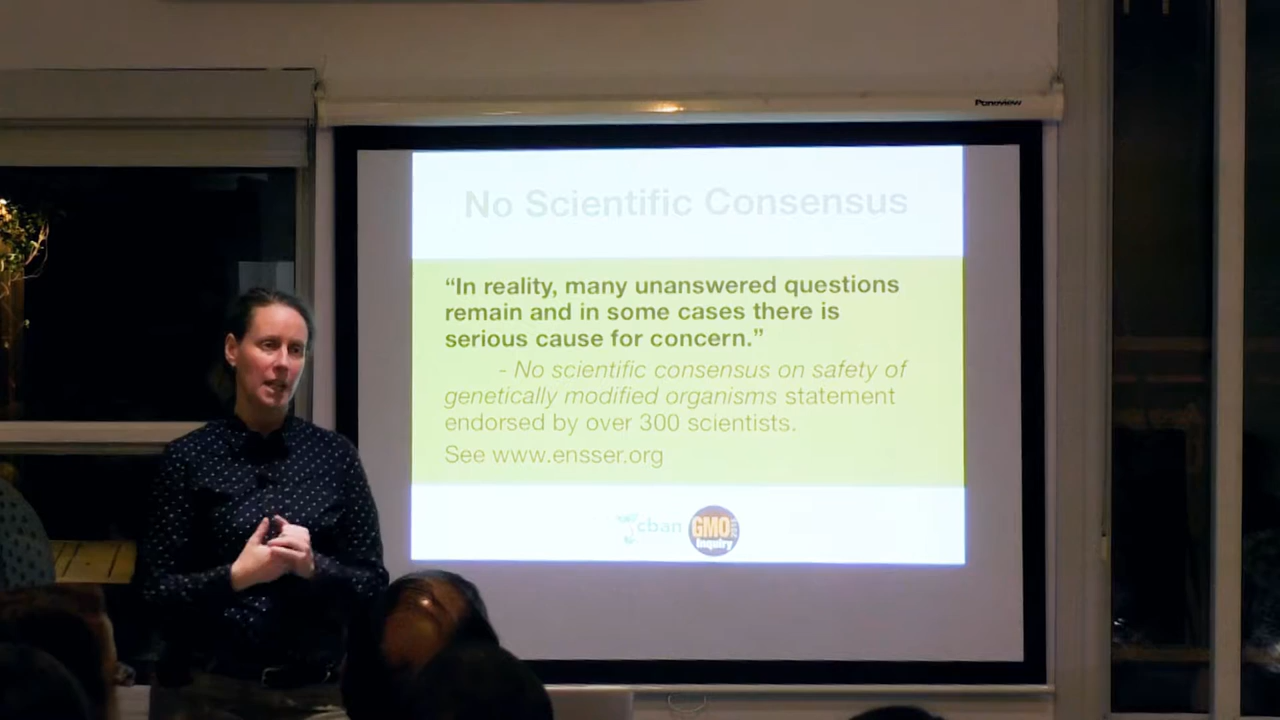 Panoview
No Scientific Consensus
“In reality, many unanswered questions
remain and in some cases there is
serious cause for concern.”
- No scientific consensus on safety of
genetically modified organisms statement
endorsed by over 300 scientists.
See www.ensser.org
cban
GMO
Inquiry